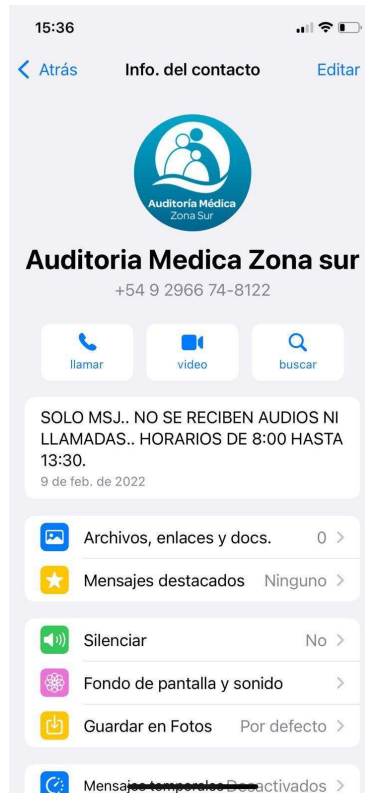 15:36
Atrás Info. del contacto Editar
Auditoría Médica
Zona Sur
Auditoria Medica Zona sur
+54 9 2966 74-8122
llamar video buscar
SOLO MSJ.. NO SE RECIBEN AUDIOS NI
LLAMADAS.. HORARIOS DE 8:00 HASTA
13:30.
9 de feb. de 2022
Archivos, enlaces y docs. 0
Mensajes destacados Ninguno
Silenciar No
Fondo de pantalla y sonido
Guardar en Fotos Por defecto
Mensajes temporales Desactivados